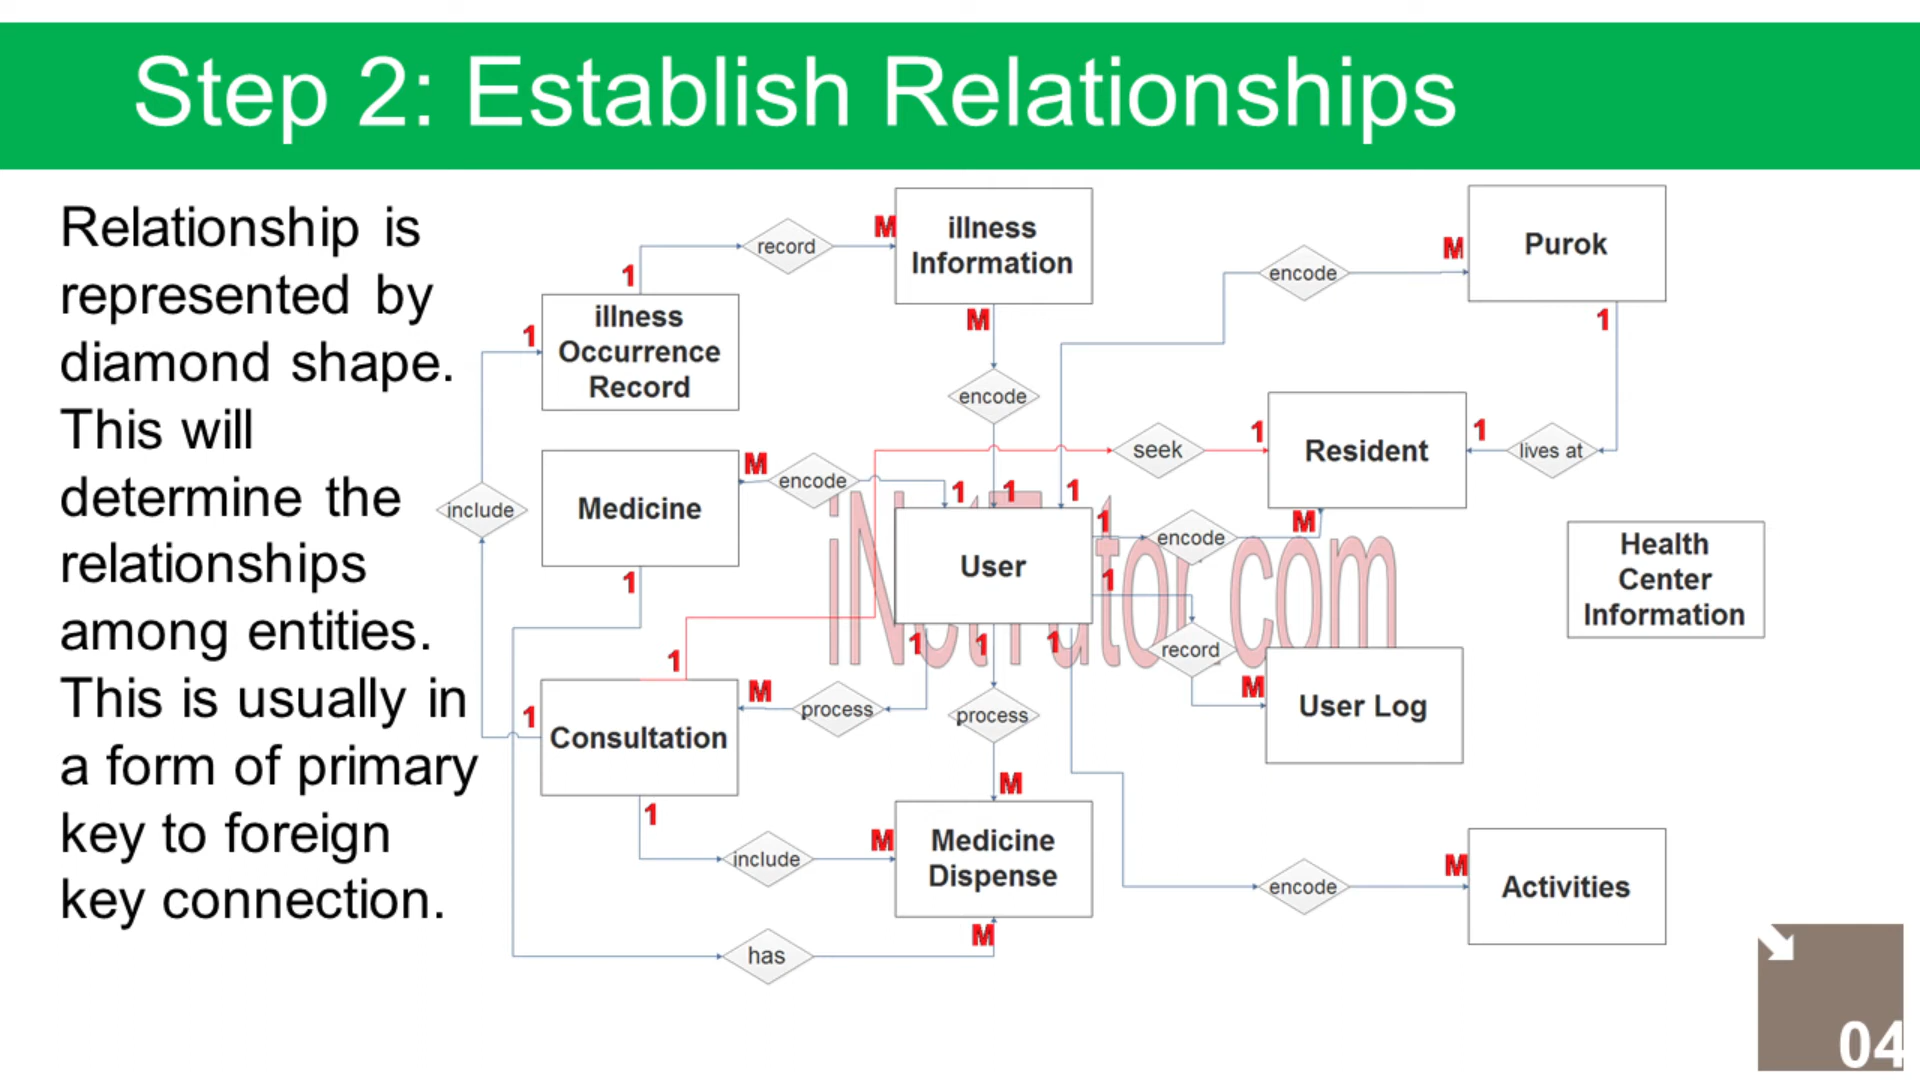 Step 2: Establish Relationships
Relationship is
represented by
diamond shape.
This will
determine the
relationships
among entities.
This is usually in
a form of primary
key to foreign
key connection.
record
M
illness
Information
1
illness
Occurrence
Record
1
M
encode
encode
M
Purok
1
include
Medicine
M
encode
1
1
1
1
seek
1
Resident
1
lives at
User
1
encode
M
1
record
M
User Log
Health
Center
Information
iNetTutor.com
1
1
Consultation
M
process
1
1
1
process
M
1
include
M
Medicine
Dispense
M
has
encode
M
Activities
04